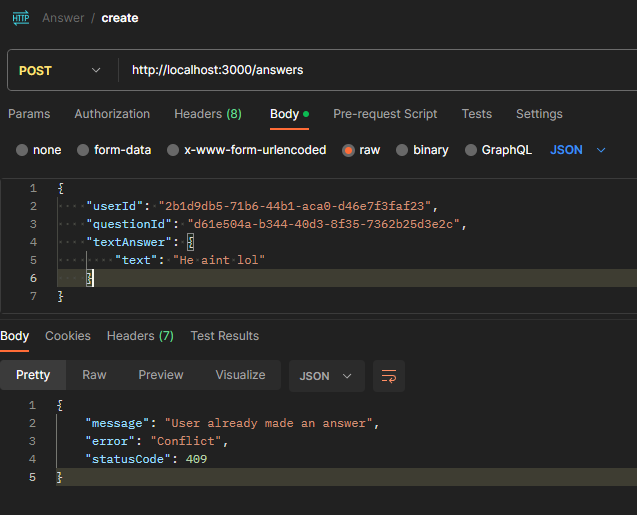 HTTP Answer / create
POST http://localhost:3000/answers
Params Authorization Headers (8) Body Pre-request Script Tests Settings
none form-data x-www-form-urlencoded raw binary GraphQL JSON
1 {
2 "userId": "2b1d9db5-71b6-44b1-aca0-d46e7f3faf23",
3 "questionId": "d61e504a-b344-40d3-8f35-7362b25d3e2c",
4 "textAnswer": {
5 "text": "He aint lol"
6 }
7 }
Body Cookies Headers (7) Test Results
Pretty Raw Preview Visualize JSON
1 {
2 "message": "User already made an answer",
3 "error": "Conflict",
4 "statusCode": 409
5 }